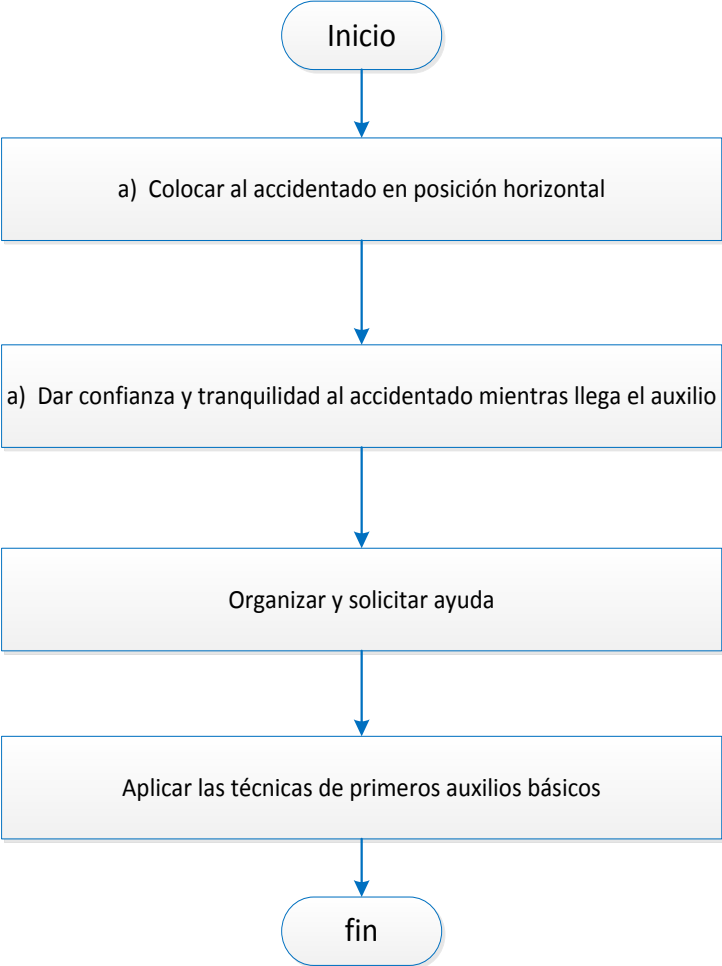 Inicio
a) Colocar al accidentado en posición horizontal
a) Dar confianza y tranquilidad al accidentado mientras llega el auxilio
Organizar y solicitar ayuda
Aplicar las técnicas de primeros auxilios básicos
fin